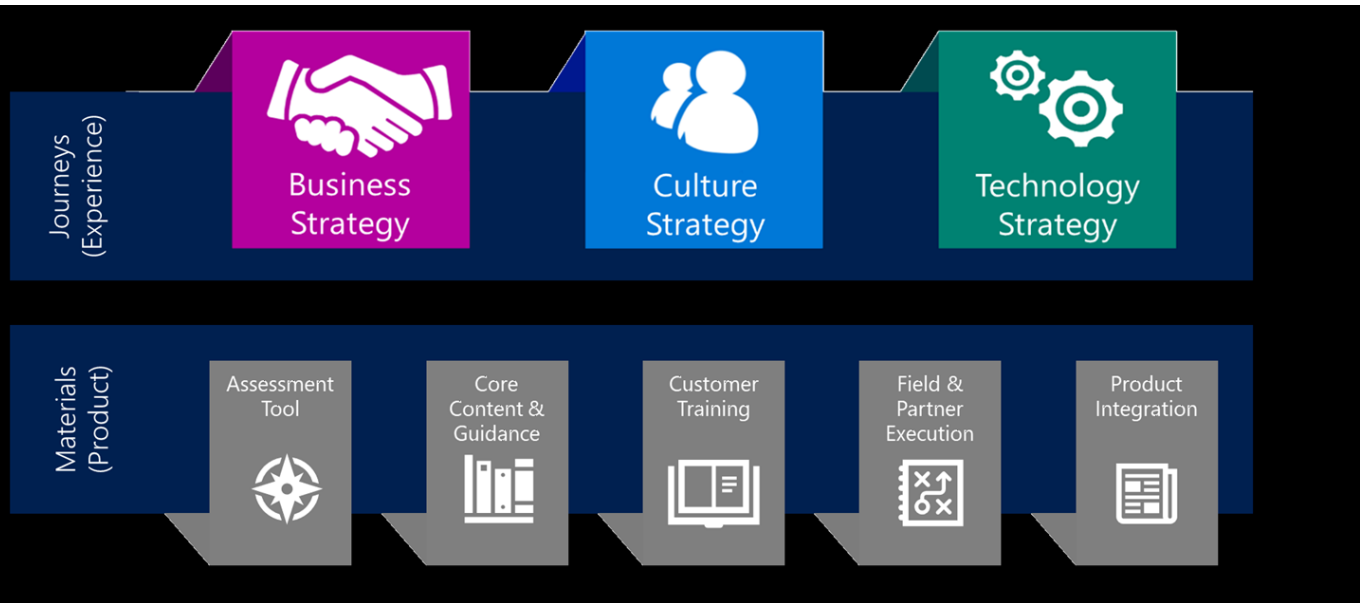 Journeys
(Experience)
Business
Strategy
Culture
Strategy
Technology
Strategy
Materials
(Product)
Assessment
Tool
Core
Content &
Guidance
Customer
Training
Field &
Partner
Execution
Product
Integration